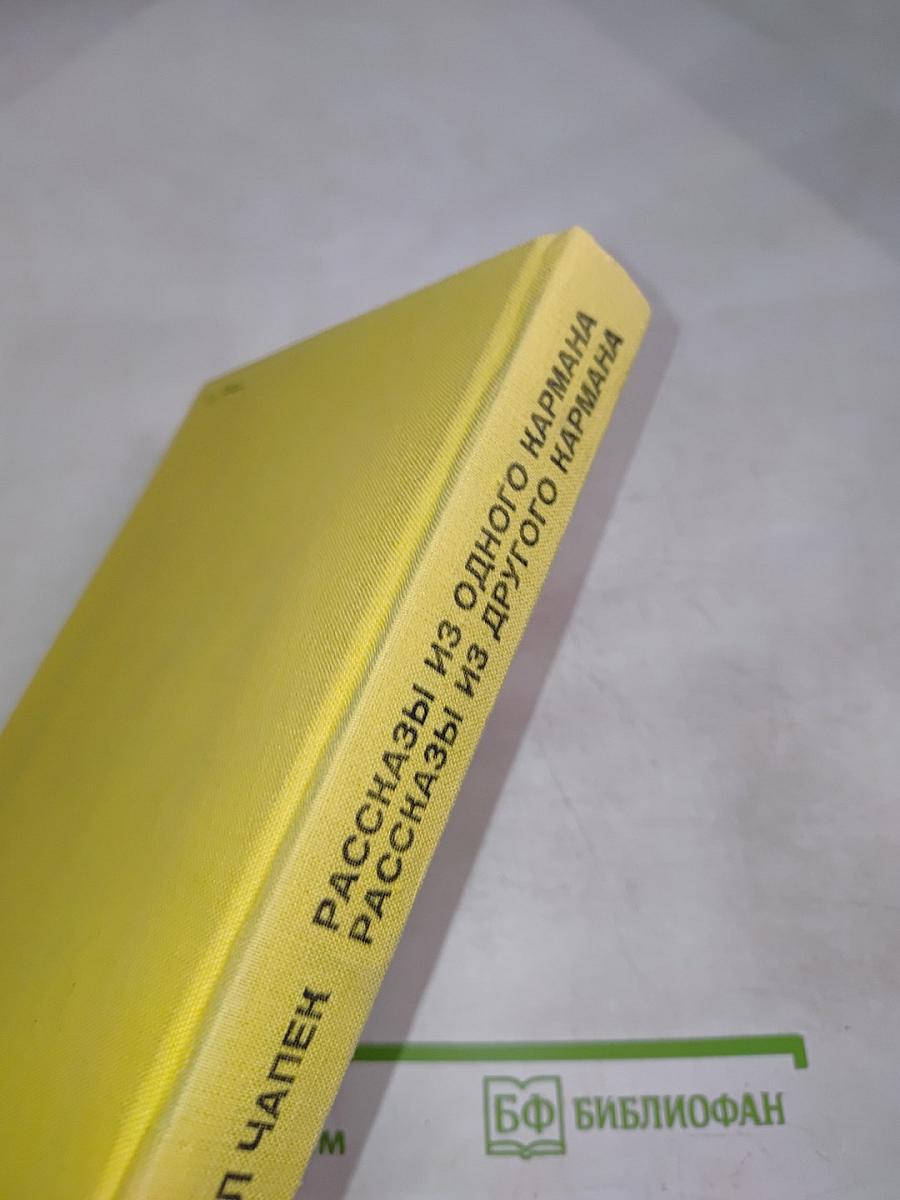 РАССКАЗЫ ИЗ ОДНОГО КАРМАНА
РАССКАЗЫ ИЗ ДРУГОГО КАРМАНА
Л ЧАПЕК
М
БФ БИБЛИОФАН